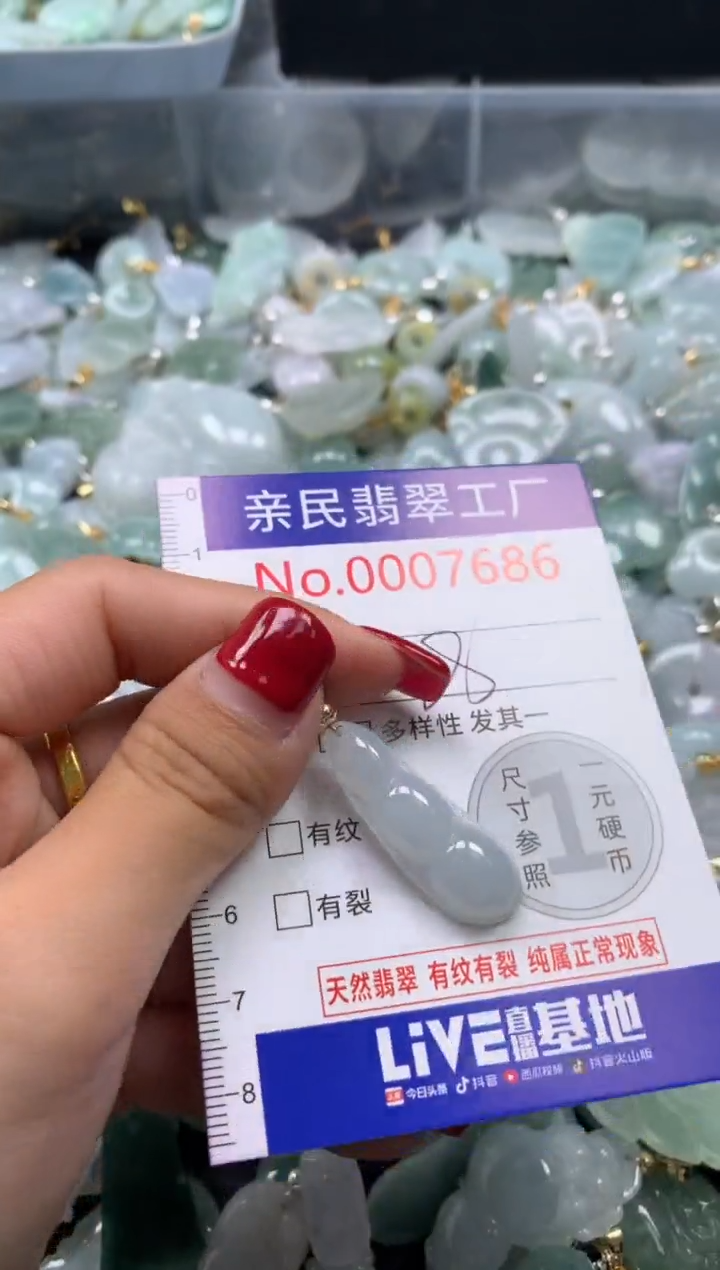 亲民翡翠工厂
No.0007686
8
多样性 发其一
有纹
有裂
尺寸参照
1
一元硬币
天然翡翠 有纹有裂 纯属正常现象
LiVE直播基地
今日头条 抖音 西瓜视频 抖音火山版
0
1
6
7
8